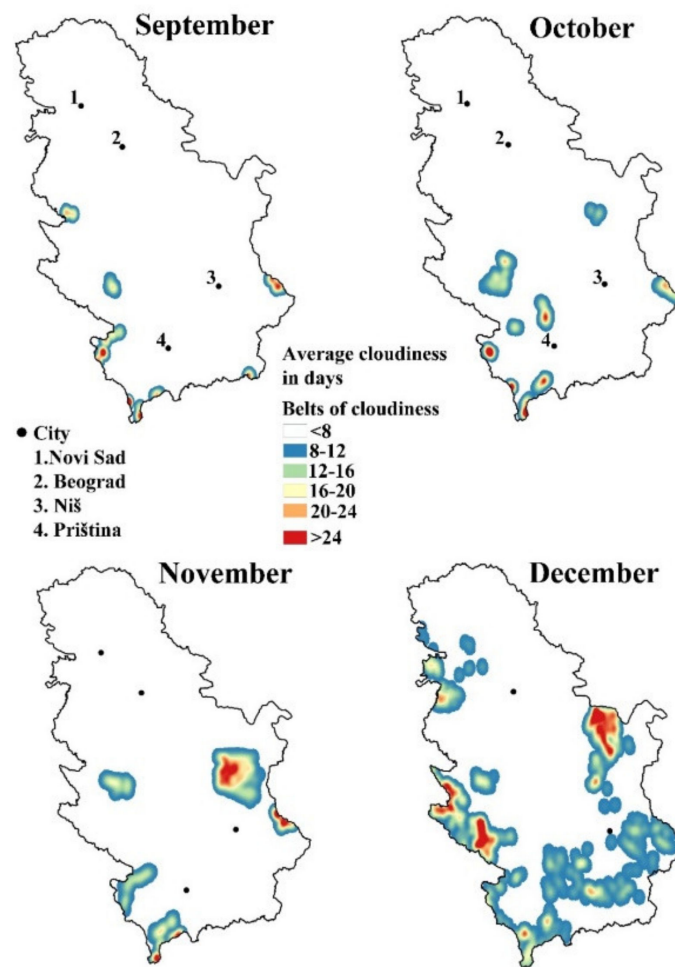 September
October
1
2
3
4
1
2
3
4
Average cloudiness
in days
Belts of cloudiness
<8
8-12
12-16
16-20
20-24
>24
City
1.Novi Sad
2. Beograd
3. Niš
4. Priština
November
December